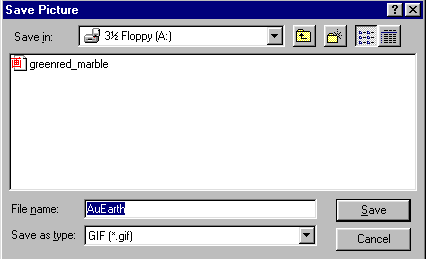 Save Picture
Save in: 3½ Floppy (A:)
greenred_marble
File name: AuEarth Save
Save as type: GIF (*.gif) Cancel